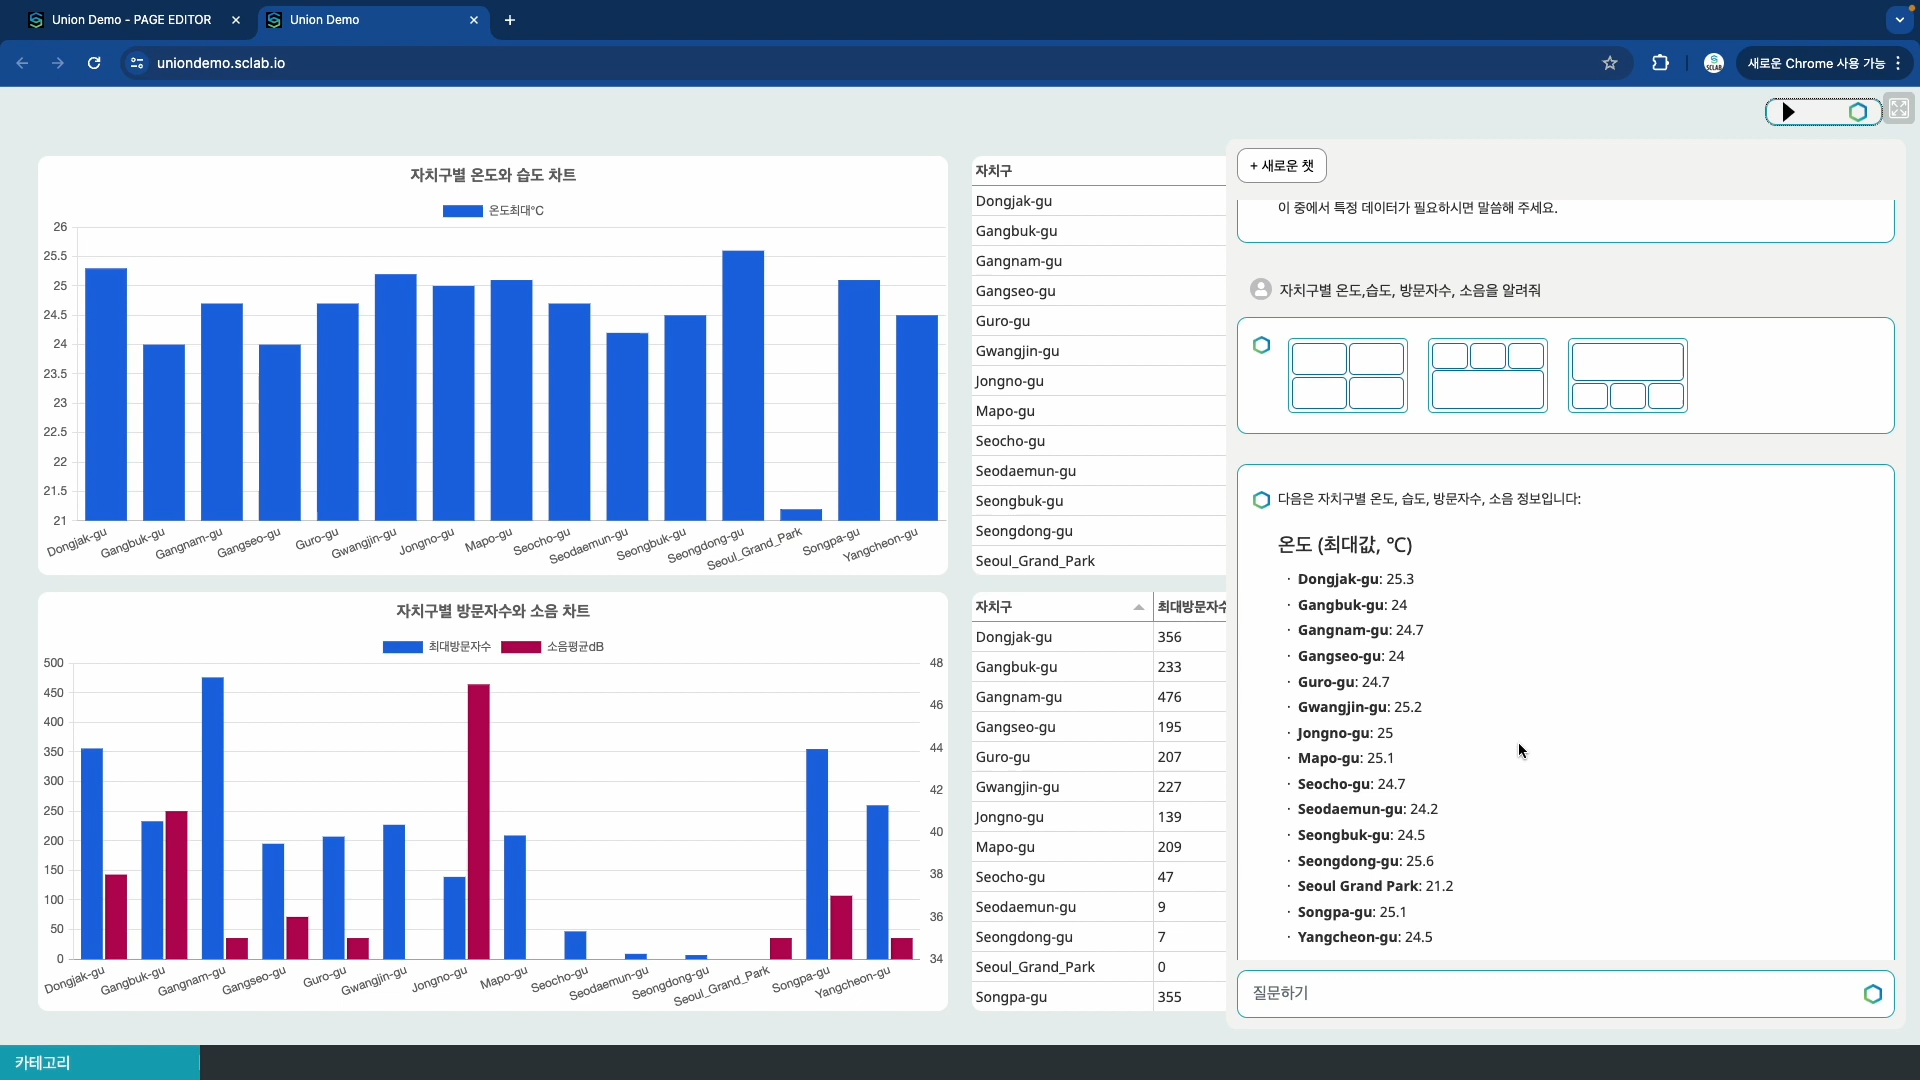 Union Demo - PAGE EDITOR
Union Demo
uniondemo.sclab.io
SCLAB
새로운 Chrome 사용 가능
자치구별 온도와 습도 차트
온도최대℃
26
25.5
25
24.5
24
23.5
23
22.5
22
21.5
21
Dongjak-gu
Gangbuk-gu
Gangnam-gu
Gangseo-gu
Guro-gu
Gwangjin-gu
Jongno-gu
Mapo-gu
Seocho-gu
Seodaemun-gu
Seongbuk-gu
Seongdong-gu
Seoul_Grand_Park
Songpa-gu
Yangcheon-gu
자치구
Dongjak-gu
Gangbuk-gu
Gangnam-gu
Gangseo-gu
Guro-gu
Gwangjin-gu
Jongno-gu
Mapo-gu
Seocho-gu
Seodaemun-gu
Seongbuk-gu
Seongdong-gu
Seoul_Grand_Park
자치구별 방문자수와 소음 차트
최대방문자수 소음평균dB
500
450
400
350
300
250
200
150
100
50
0
48
46
44
42
40
38
36
34
Dongjak-gu
Gangbuk-gu
Gangnam-gu
Gangseo-gu
Guro-gu
Gwangjin-gu
Jongno-gu
Mapo-gu
Seocho-gu
Seodaemun-gu
Seongdong-gu
Seoul_Grand_Park
Songpa-gu
Yangcheon-gu
자치구 최대방문자수
Dongjak-gu 356
Gangbuk-gu 233
Gangnam-gu 476
Gangseo-gu 195
Guro-gu 207
Gwangjin-gu 227
Jongno-gu 139
Mapo-gu 209
Seocho-gu 47
Seodaemun-gu 9
Seongdong-gu 7
Seoul_Grand_Park 0
Songpa-gu 355
+ 새로운 챗
이 중에서 특정 데이터가 필요하시면 말씀해 주세요.
자치구별 온도,습도, 방문자수, 소음을 알려줘
다음은 자치구별 온도, 습도, 방문자수, 소음 정보입니다:
온도 (최대값, ℃)
· Dongjak-gu: 25.3
· Gangbuk-gu: 24
· Gangnam-gu: 24.7
· Gangseo-gu: 24
· Guro-gu: 24.7
· Gwangjin-gu: 25.2
· Jongno-gu: 25
· Mapo-gu: 25.1
· Seocho-gu: 24.7
· Seodaemun-gu: 24.2
· Seongbuk-gu: 24.5
· Seongdong-gu: 25.6
· Seoul Grand Park: 21.2
· Songpa-gu: 25.1
· Yangcheon-gu: 24.5
질문하기
카테고리